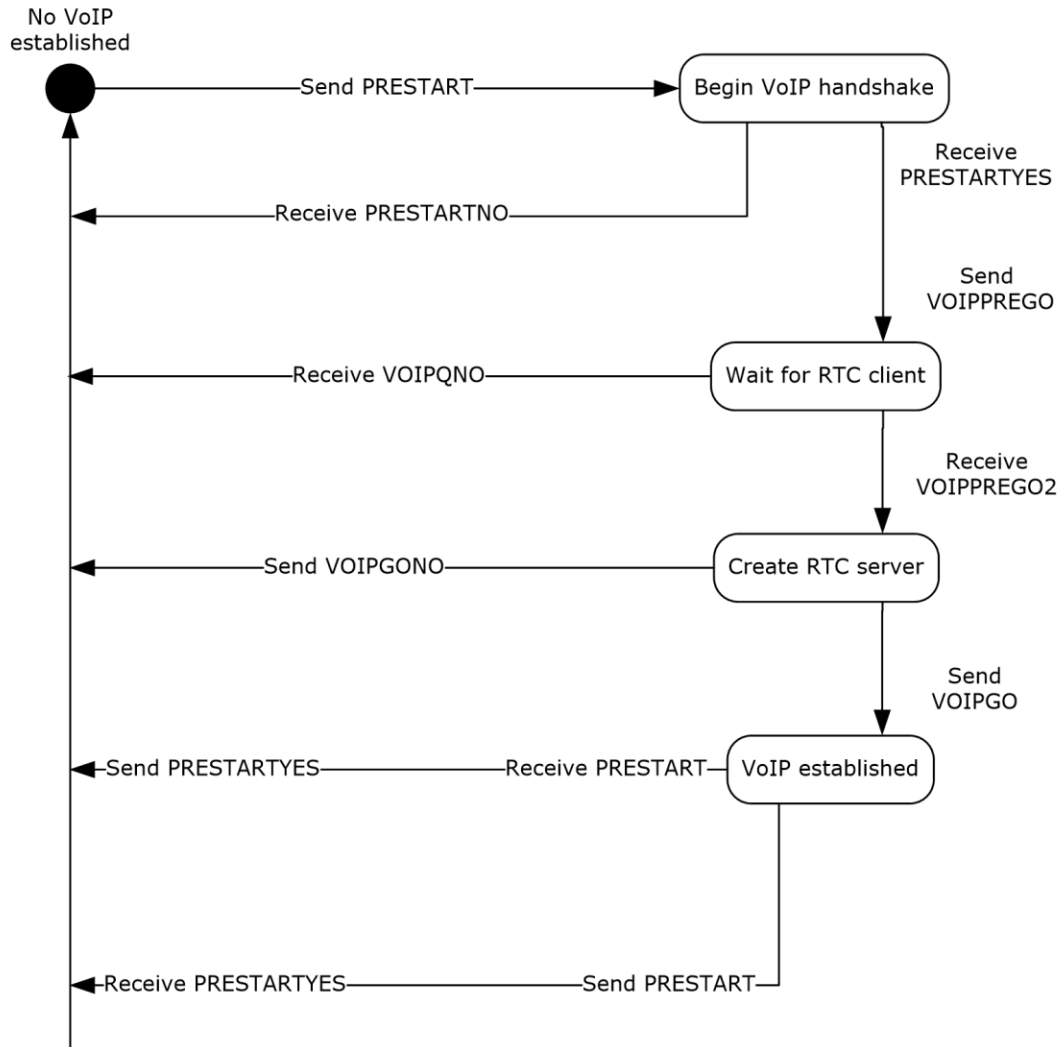 No VoIP
established
Send PRESTART
Begin VoIP handshake
Receive
PRESTARTYES
Receive PRESTARTNO
Send
VOIPPREGO
Receive VOIPQNO
Wait for RTC client
Receive
VOIPPREGO2
Send VOIPGONO
Create RTC server
Send
VOIPGO
Send PRESTARTYES
Receive PRESTART
VoIP established
Receive PRESTARTYES
Send PRESTART